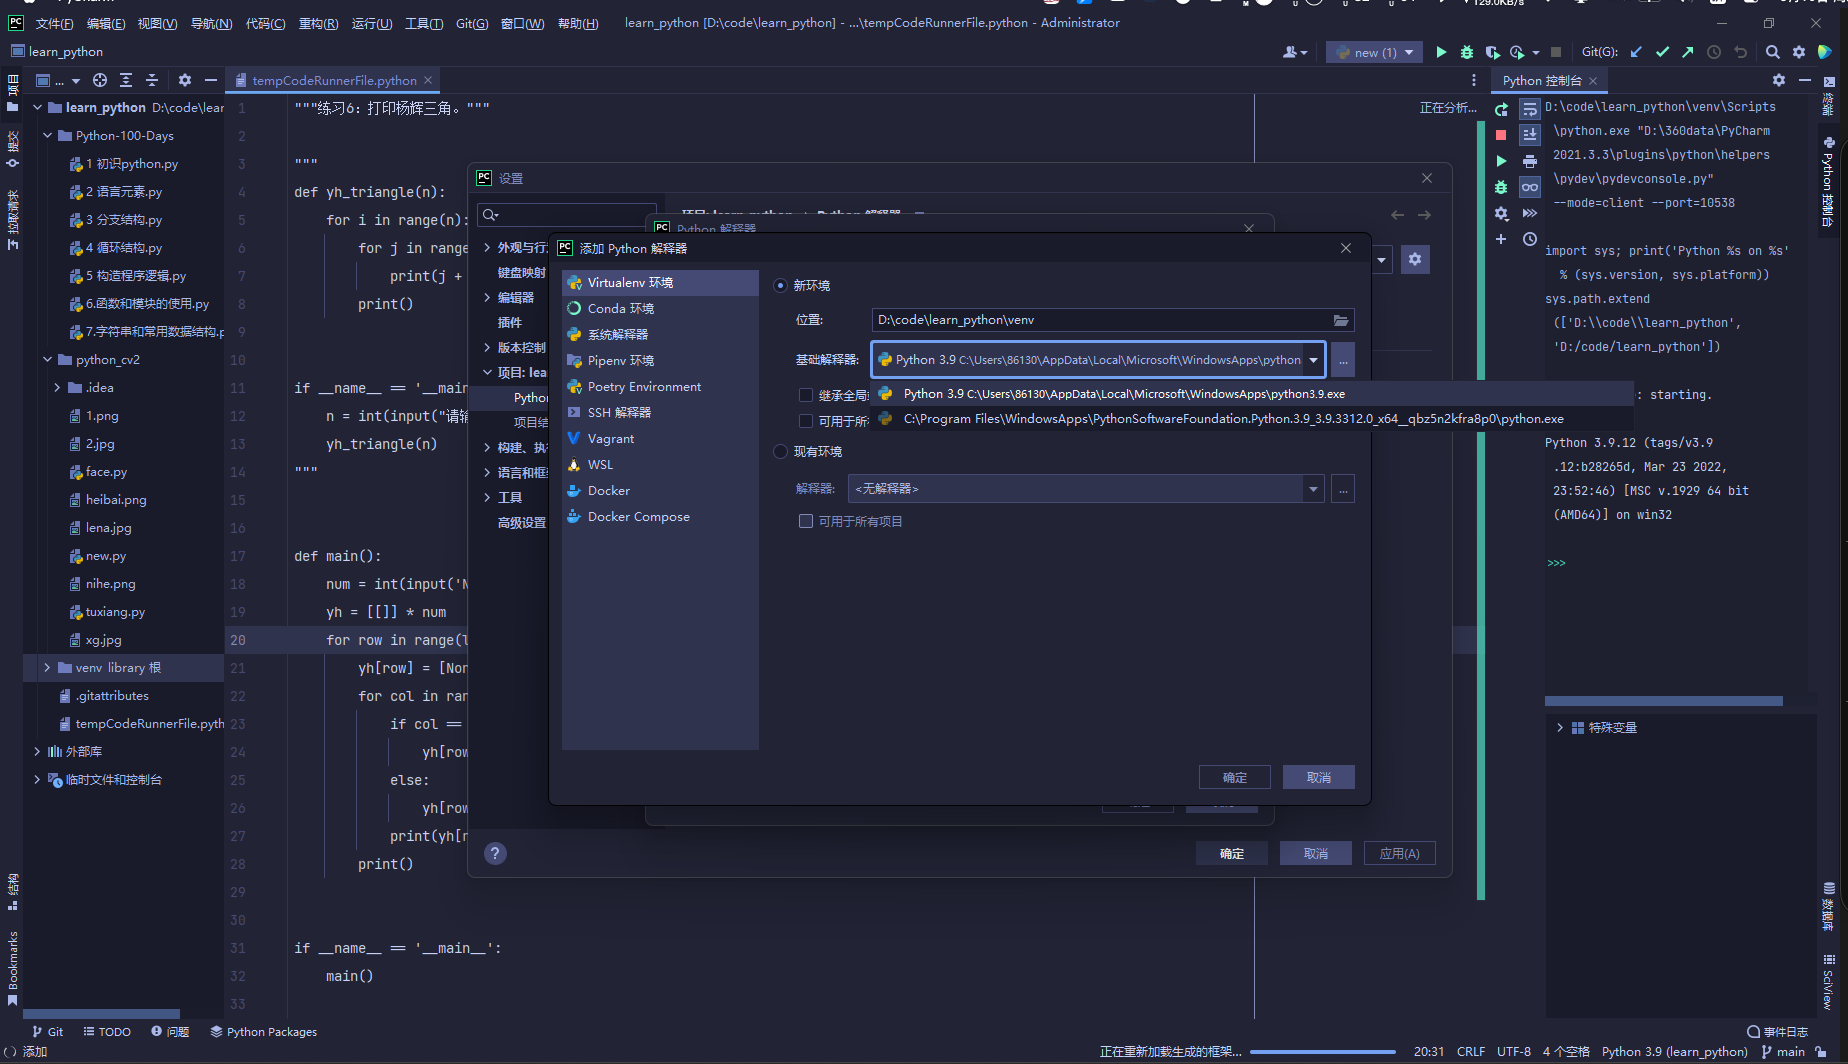 文件(F) 编辑(E) 视图(V) 导航(N) 代码(C) 重构(R) 运行(U) 工具(T) Git(G) 窗口(W) 帮助(H) learn_python [D:\code\learn_python] - ...\tempCodeRunnerFile.python - Administrator
129.0KB/s
learn_python
new (1)
Git(G):
项目
提交
拉取请求
结构
Bookmarks
...
tempCodeRunnerFile.python
learn_python D:\code\lear
Python-100-Days
1 初识python.py
2 语言元素.py
3 分支结构.py
4 循环结构.py
5 构造程序逻辑.py
6.函数和模块的使用.py
7.字符串和常用数据结构.p
python_cv2
.idea
1.png
2.jpg
face.py
heibai.png
lena.jpg
new.py
nihe.png
tuxiang.py
xg.jpg
venv library 根
.gitattributes
tempCodeRunnerFile.pyth
外部库
临时文件和控制台
1 """练习6：打印杨辉三角。"""
2
3 """
4 def yh_triangle(n):
5 for i in range(n):
6 for j in range
7 print(j +
8 print()
9
10
11 if __name__ == '__main
12 n = int(input("请输
13 yh_triangle(n)
14 """
15
16
17 def main():
18 num = int(input('N
19 yh = [[]] * num
20 for row in range(l
21 yh[row] = [Non
22 for col in ran
23 if col ==
24 yh[row
25 else:
26 yh[row
27 print(yh[r
28 print()
29
30
31 if __name__ == '__main__':
32 main()
33
正在分析...
设置
外观与行为
键盘映射
编辑器
插件
版本控制
项目: lea
Python
项目结
构建、执行
语言和框架
工具
高级设置
项目: learn_python
Python 解释器
Python 解释器
?
确定
取消
应用(A)
添加 Python 解释器
Virtualenv 环境
Conda 环境
系统解释器
Pipenv 环境
Poetry Environment
SSH 解释器
Vagrant
WSL
Docker
Docker Compose
新环境
位置: D:\code\learn_python\venv
基础解释器: Python 3.9 C:\Users\86130\AppData\Local\Microsoft\WindowsApps\python
...
继承全局
Python 3.9 C:\Users\86130\AppData\Local\Microsoft\WindowsApps\python3.9.exe
可用于所
C:\Program Files\WindowsApps\PythonSoftwareFoundation.Python.3.9_3.9.3312.0_x64__qbz5n2kfra8p0\python.exe
现有环境
解释器: <无解释器>
...
可用于所有项目
确定
取消
Python 控制台
D:\code\learn_python\venv\Scripts
\python.exe "D:\360data\PyCharm
2021.3.3\plugins\python\helpers
\pydev\pydevconsole.py"
--mode=client --port=10538
import sys; print('Python %s on %s'
% (sys.version, sys.platform))
sys.path.extend
(['D:\\code\\learn_python',
'D:/code/learn_python'])
: starting.
Python 3.9.12 (tags/v3.9
.12:b28265d, Mar 23 2022,
23:52:46) [MSC v.1929 64 bit
(AMD64)] on win32
>>>
特殊变量
终端
Python 控制台
数据库
SciView
Git
TODO
问题
Python Packages
事件日志
添加
正在重新加载生成的框架...
20:31 CRLF UTF-8 4 个空格 Python 3.9 (learn_python) main